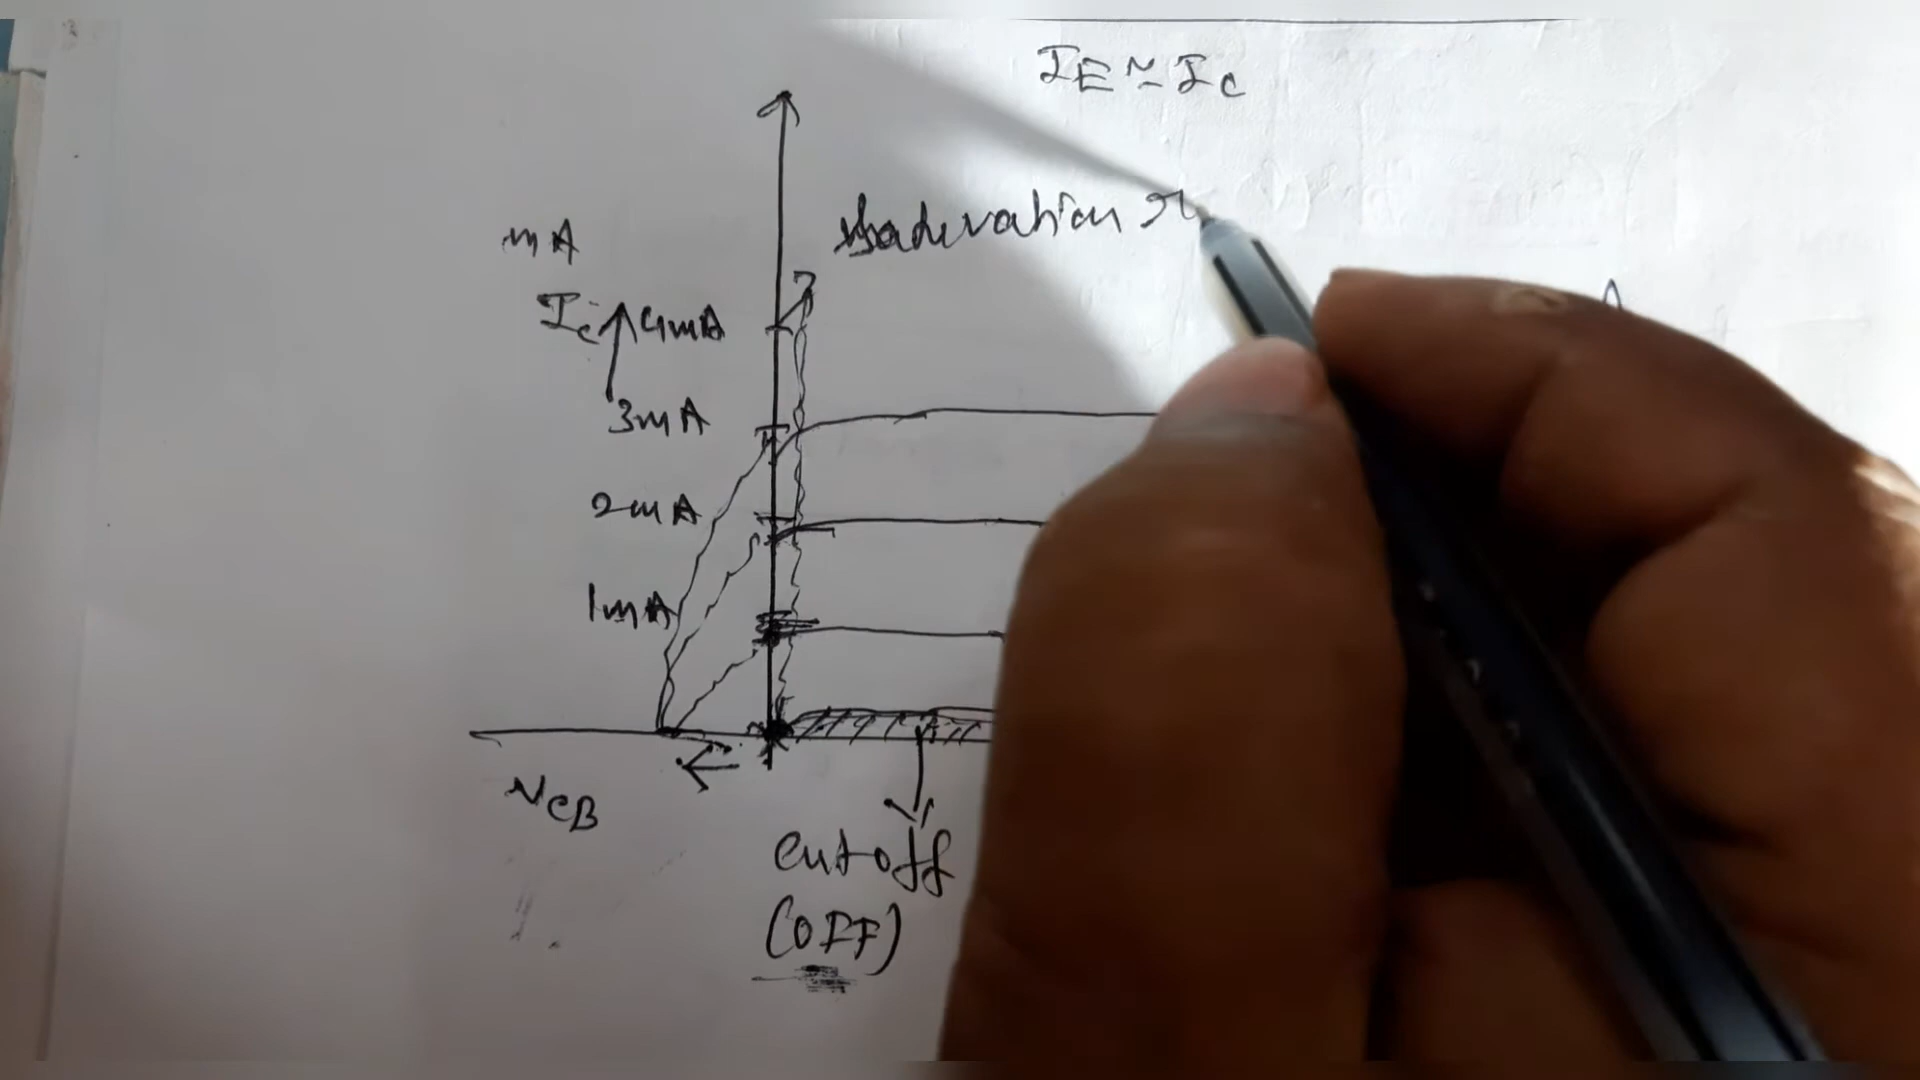 IE ≃ Ic
saturation r
mA
Ic 4mA
3mA
2mA
1mA
VCB
cutoff
(OFF)